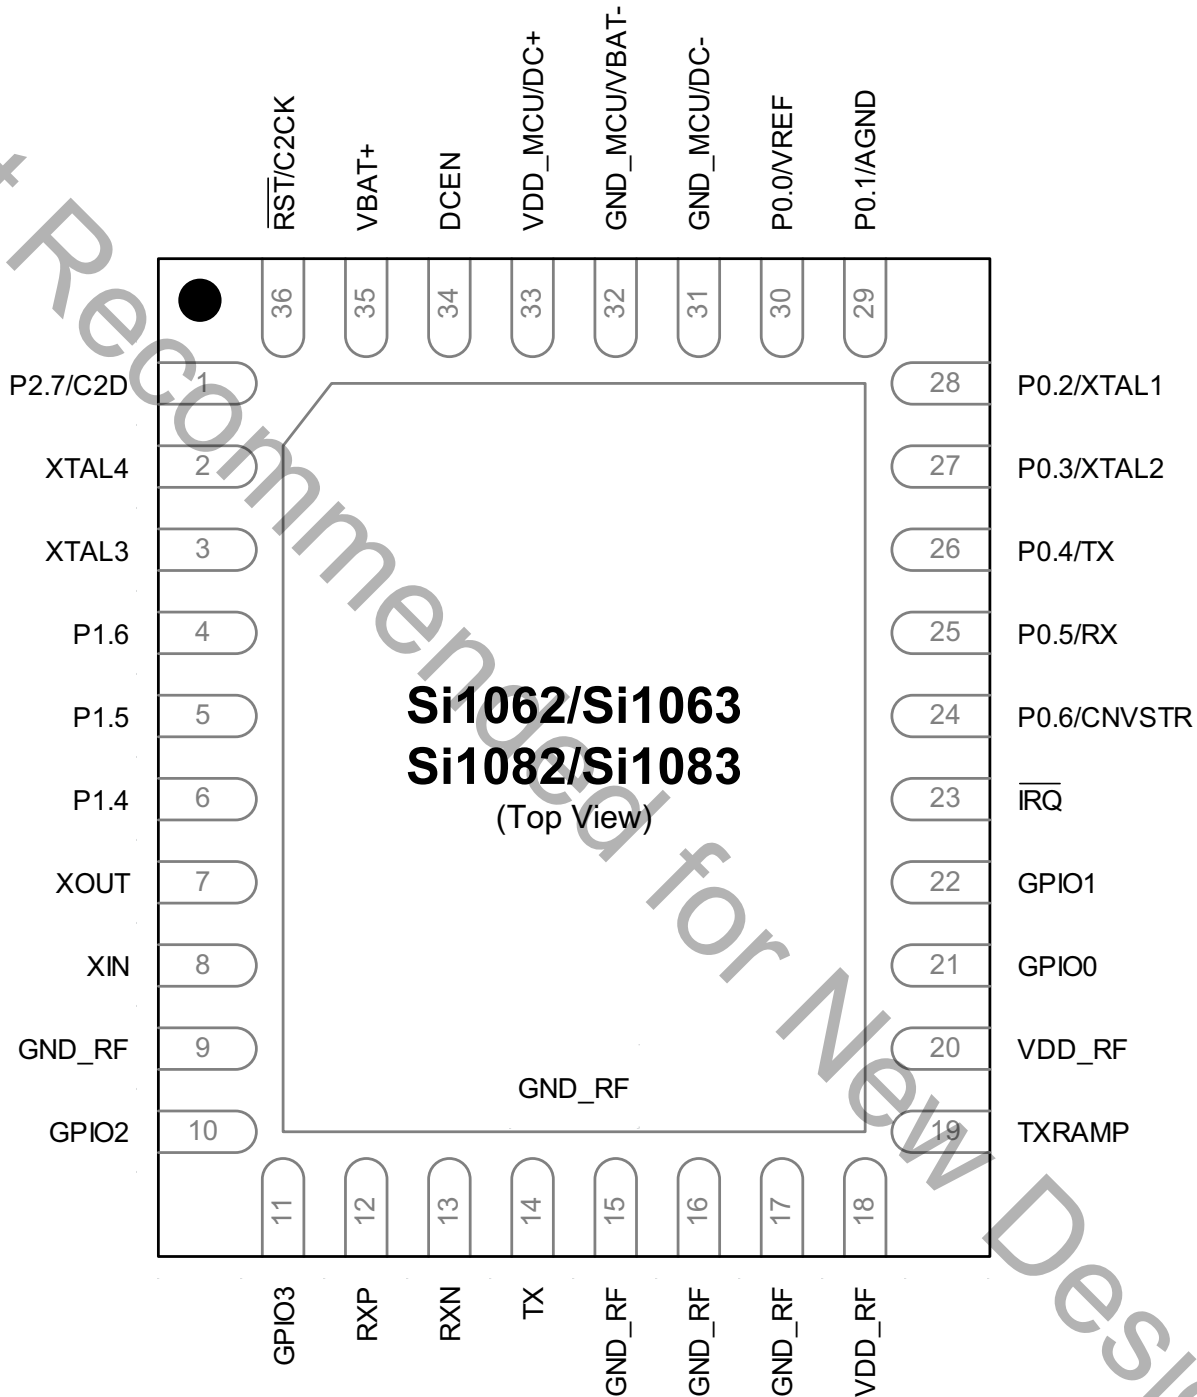 RST/C2CK
VBAT+
DCEN
VDD_MCU/DC+
GND_MCU/VBAT-
GND_MCU/DC-
P0.0/VREF
P0.1/AGND
36
35
34
33
32
31
30
29
P2.7/C2D
1
XTAL4
2
XTAL3
3
P1.6
4
P1.5
5
P1.4
6
XOUT
7
XIN
8
GND_RF
9
GPIO2
10
28
P0.2/XTAL1
27
P0.3/XTAL2
26
P0.4/TX
25
P0.5/RX
24
P0.6/CNVSTR
23
IRQ
22
GPIO1
21
GPIO0
20
VDD_RF
19
TXRAMP
Si1062/Si1063
Si1082/Si1083
(Top View)
GND_RF
11
12
13
14
15
16
17
18
GPIO3
RXP
RXN
TX
GND_RF
GND_RF
GND_RF
VDD_RF
Recommended for New